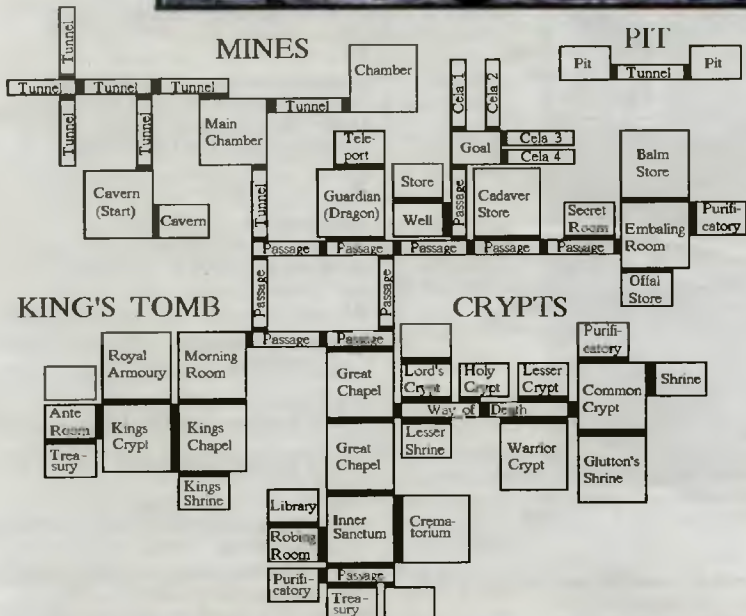 MINES
PIT
Tunnel
Tunnel
Tunnel
Tunnel
Tunnel
Tunnel
Cavern
(Start)
Cavern
Main
Chamber
Tunnel
Chamber
Tunnel
Tele-
port
Guardian
(Dragon)
Store
Well
Cela 1
Cela 2
Goal
Cela 3
Cela 4
Passage
Cadaver
Store
Pit
Tunnel
Pit
Secret
Room
Balm
Store
Embaling
Room
Purifi-
catory
Offal
Store
Passage
Passage
Passage
Passage
Passage
Passage
Passage
Passage
Passage
KING'S TOMB
CRYPTS
Royal
Armoury
Morning
Room
Ante
Room
Kings
Crypt
Kings
Chapel
Trea-
sury
Kings
Shrine
Great
Chapel
Great
Chapel
Lord's
Crypt
Holy
Crypt
Lesser
Crypt
Way of Death
Lesser
Shrine
Warrior
Crypt
Purifi-
catory
Common
Crypt
Shrine
Glutton's
Shrine
Library
Robing
Room
Inner
Sanctum
Crema-
torium
Purifi-
catory
Passage
Trea-
sury